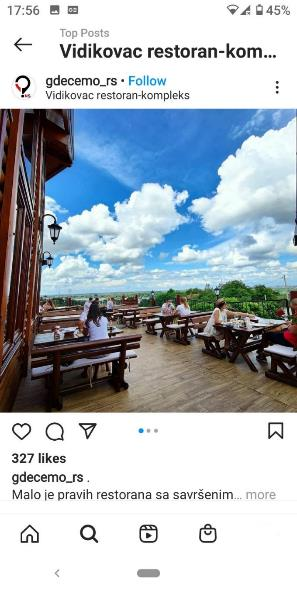 17:56
45%
Top Posts
Vidikovac restoran-kom...
gdecemo_rs • Follow
Vidikovac restoran-kompleks
327 likes
gdecemo_rs .
Malo je pravih restorana sa savršenim... more